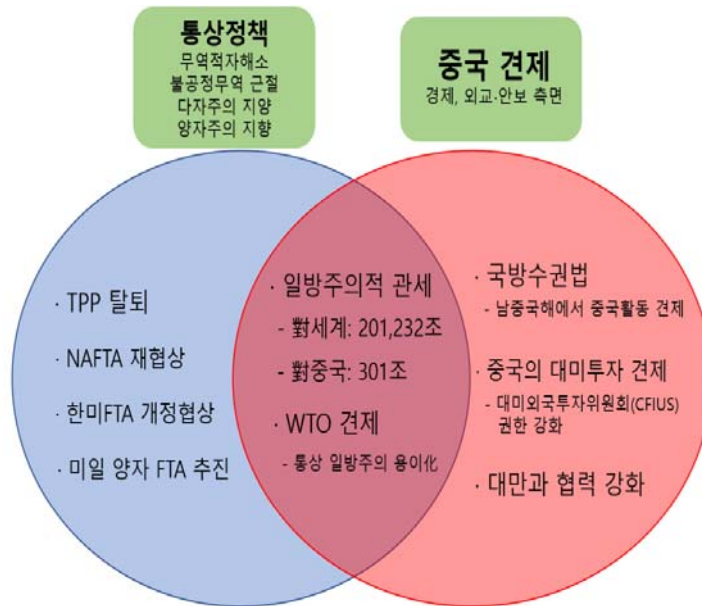 통상정책
무역적자해소
불공정무역 근절
다자주의 지양
양자주의 지향
중국 견제
경제, 외교·안보 측면
· TPP 탈퇴
· NAFTA 재협상
· 한미FTA 개정협상
· 미일 양자 FTA 추진
· 일방주의적 관세
- 對세계: 201,232조
- 對중국: 301조
· WTO 견제
- 통상 일방주의 용이化
· 국방수권법
- 남중국해에서 중국활동 견제
· 중국의 대미투자 견제
- 대미외국투자위원회(CFIUS)
권한 강화
· 대만과 협력 강화